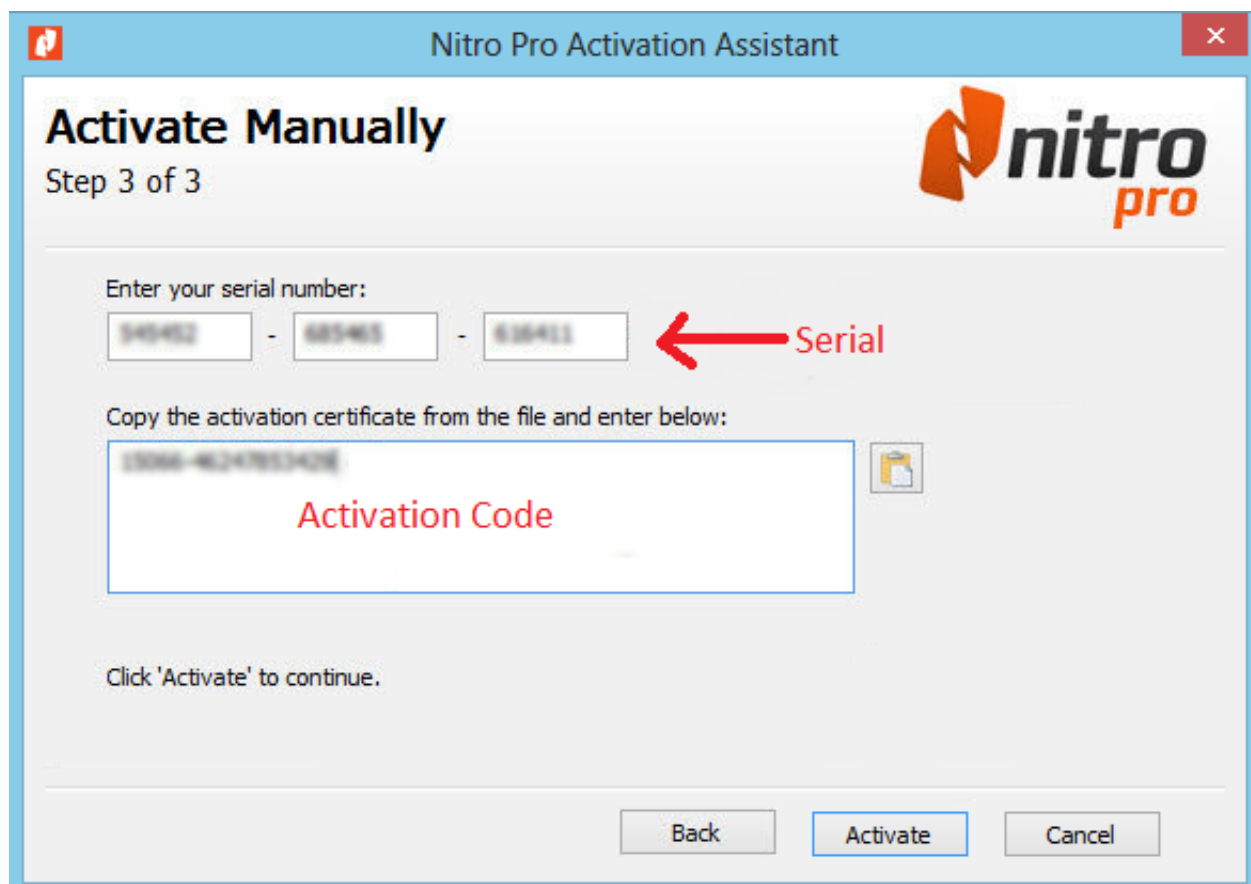 Nitro Pro Activation Assistant
Activate Manually
Step 3 of 3
nitro
pro
Enter your serial number:
- -
Serial
Copy the activation certificate from the file and enter below:
Activation Code
Click 'Activate' to continue.
Back Activate Cancel